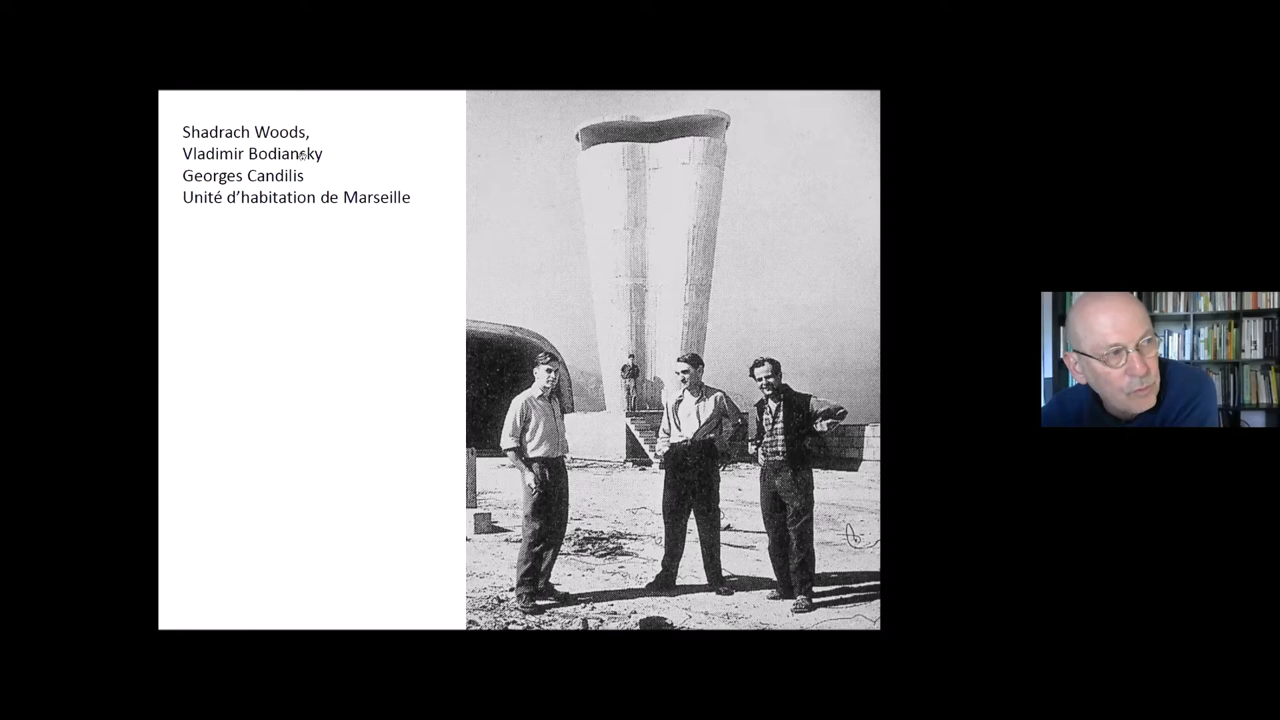 Shadrach Woods,
Vladimir Bodiansky
Georges Candilis
Unité d’habitation de Marseille